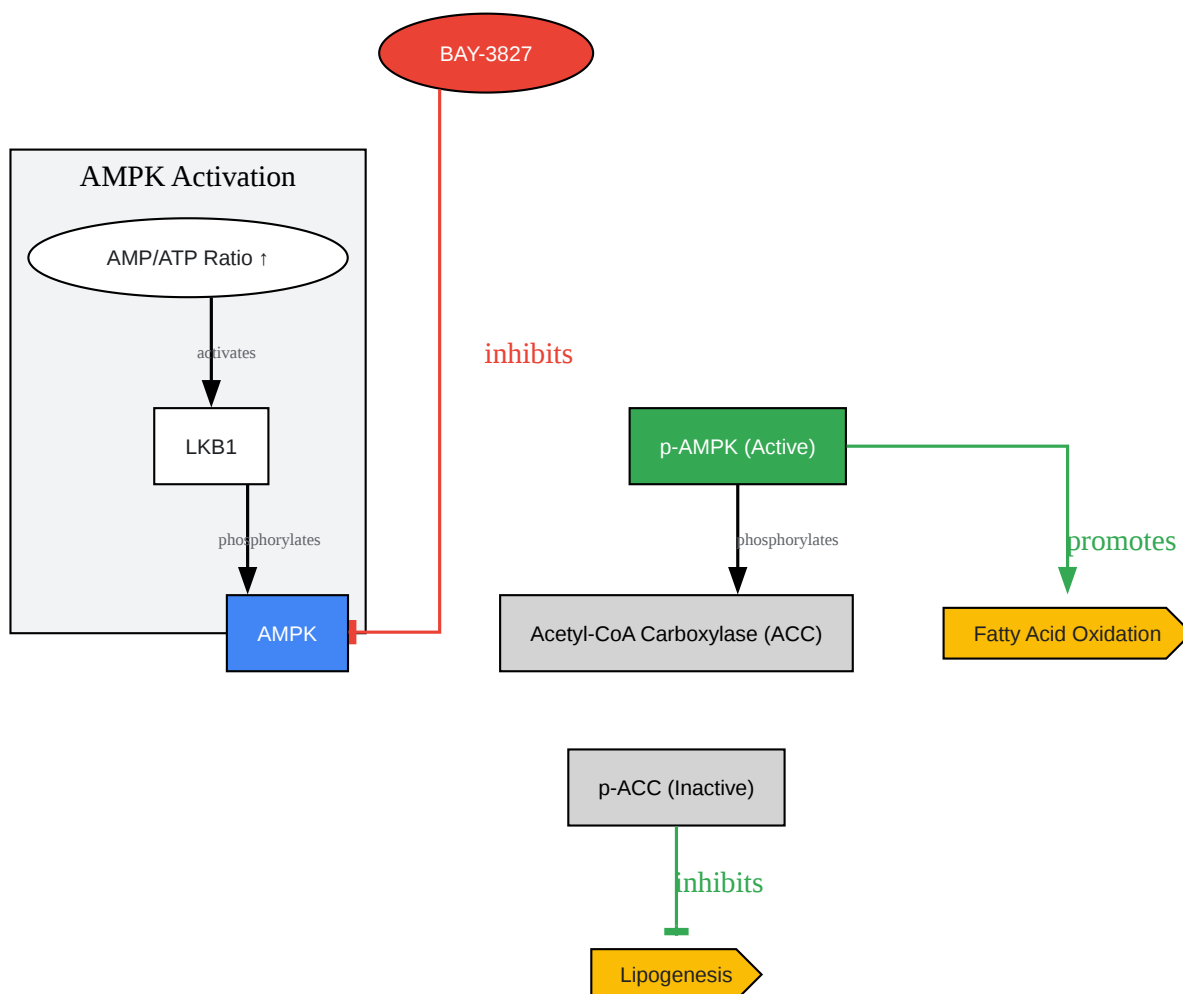 BAY-3827
AMPK Activation
AMP/ATP Ratio ↑
activates
inhibits
LKB1
p-AMPK (Active)
phosphorylates
phosphorylates
promotes
AMPK
Acetyl-CoA Carboxylase (ACC)
Fatty Acid Oxidation
p-ACC (Inactive)
inhibits
Lipogenesis